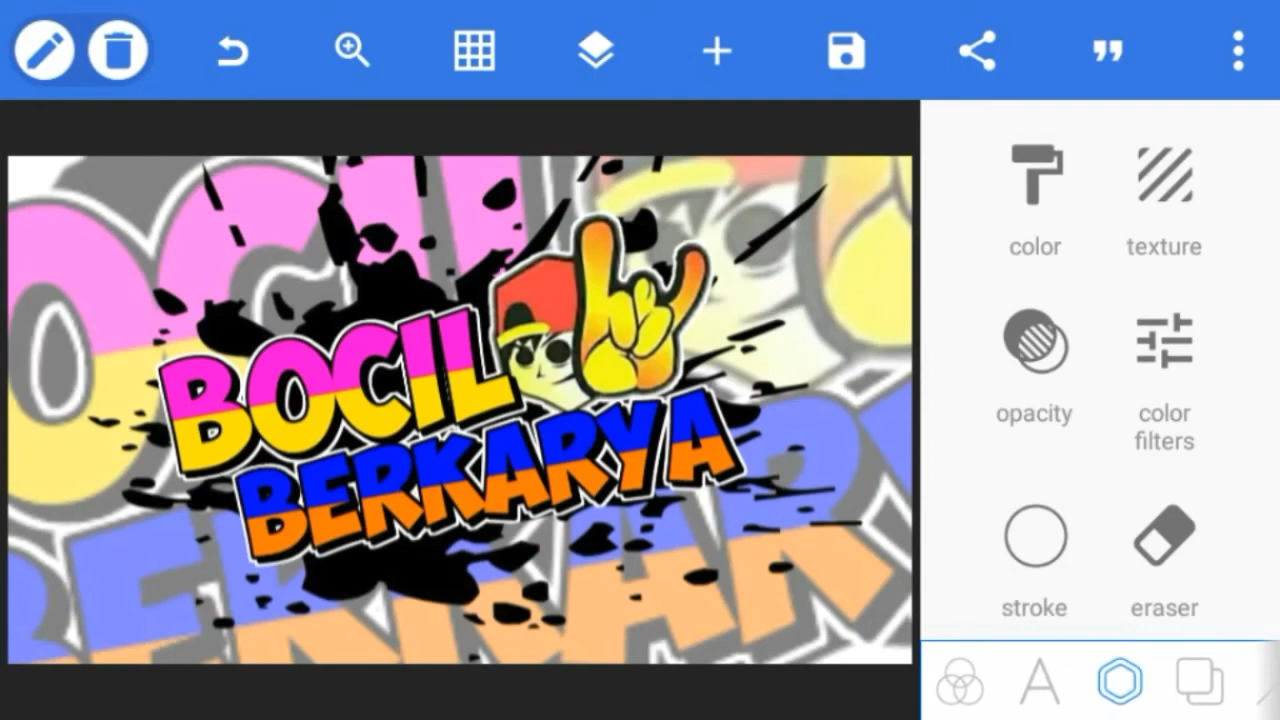 color
texture
opacity
color
filters
stroke
eraser
BOCIL
BERKARYA